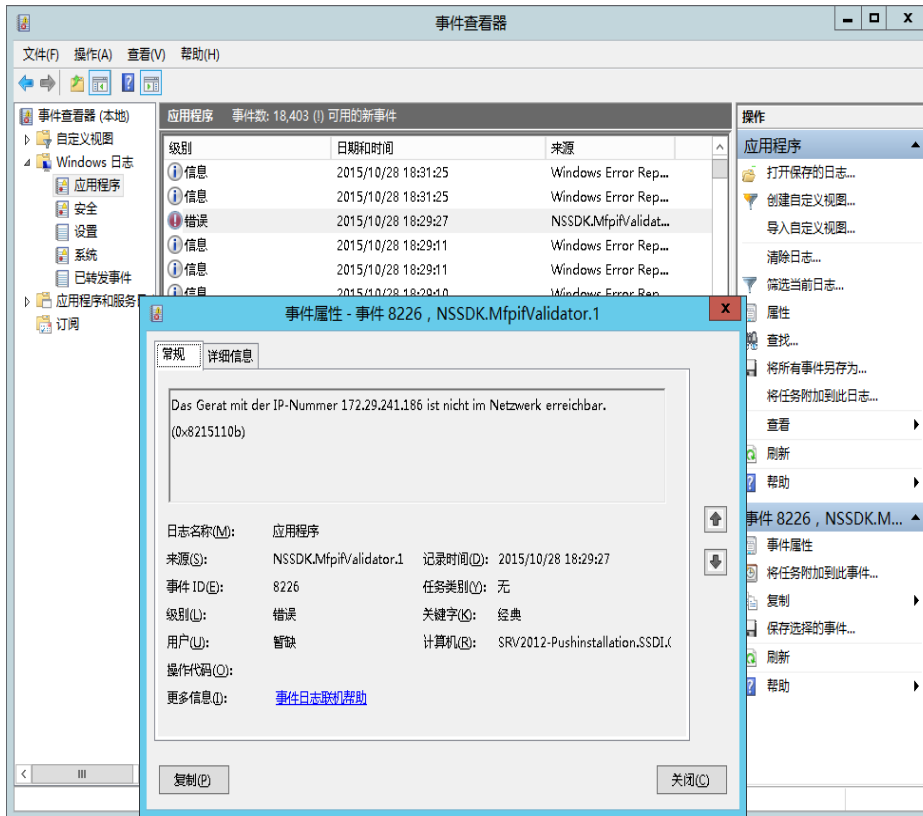 事件查看器
文件(F) 操作(A) 查看(V) 帮助(H)
事件查看器 (本地)
自定义视图
Windows 日志
应用程序
安全
设置
系统
已转发事件
应用程序和服务
订阅
应用程序 事件数: 18,403 (!) 可用的新事件
级别 日期和时间 来源
信息 2015/10/28 18:31:25 Windows Error Rep...
信息 2015/10/28 18:31:25 Windows Error Rep...
错误 2015/10/28 18:29:27 NSSDK.MfpifValidat...
信息 2015/10/28 18:29:11 Windows Error Rep...
信息 2015/10/28 18:29:11 Windows Error Rep...
信息 2015/10/28 18:29:10 Windows Error Rep
事件属性 - 事件 8226，NSSDK.MfpifValidator.1
X
常规 详细信息
Das Gerat mit der IP-Nummer 172.29.241.186 ist nicht im Netzwerk erreichbar.
(0x8215110b)
日志名称(M): 应用程序
来源(S): NSSDK.MfpifValidator.1 记录时间(D): 2015/10/28 18:29:27
事件 ID(E): 8226 任务类别(Y): 无
级别(L): 错误 关键字(K): 经典
用户(U): 暂缺 计算机(R): SRV2012-Pushinstallation.SSDI.(
操作代码(O):
更多信息(I): 事件日志联机帮助
复制(P) 关闭(C)
操作
应用程序
打开保存的日志...
创建自定义视图...
导入自定义视图...
清除日志...
筛选当前日志...
属性
查找...
将所有事件另存为...
将任务附加到此日志...
查看
刷新
帮助
事件 8226，NSSDK.M...
事件属性
将任务附加到此事件...
复制
保存选择的事件...
刷新
帮助